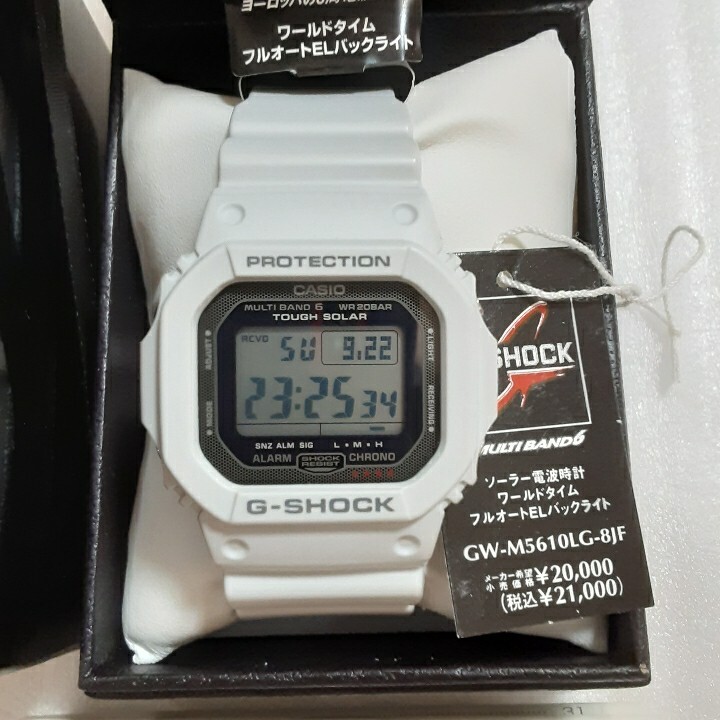 ワールドタイム
フルオートELバックライト
PROTECTION
CASIO
MULTI BAND 6 WR20BAR
TOUGH SOLAR
ADJUST
LIGHT
RCVD SU 9.22
23:25 34
MODE
RECEIVING
SNZ ALM SIG L • M • H
ALARM SHOCK RESIST CHRONO
G-SHOCK
SHOCK
MULTI BAND 6
ソーラー電波時計
ワールドタイム
フルオートELバックライト
GW-M5610LG-8JF
メーカー希望小売価格 ¥20,000
(税込¥21,000)
31